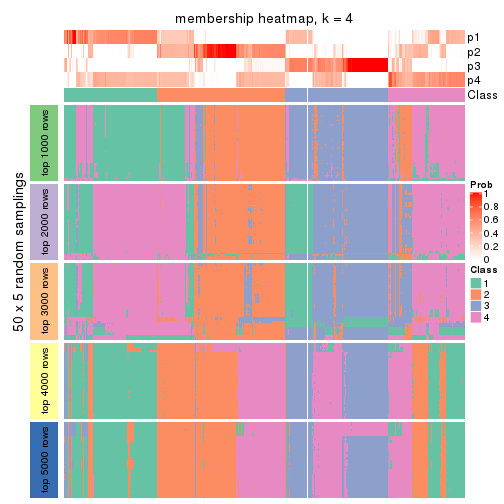 membership heatmap, k = 4
p1
p2
p3
p4
Class
50 x 5 random samplings
top 1000 rows
top 2000 rows
top 3000 rows
top 4000 rows
top 5000 rows
Prob
1
0.8
0.6
0.4
0.2
0
Class
1
2
3
4